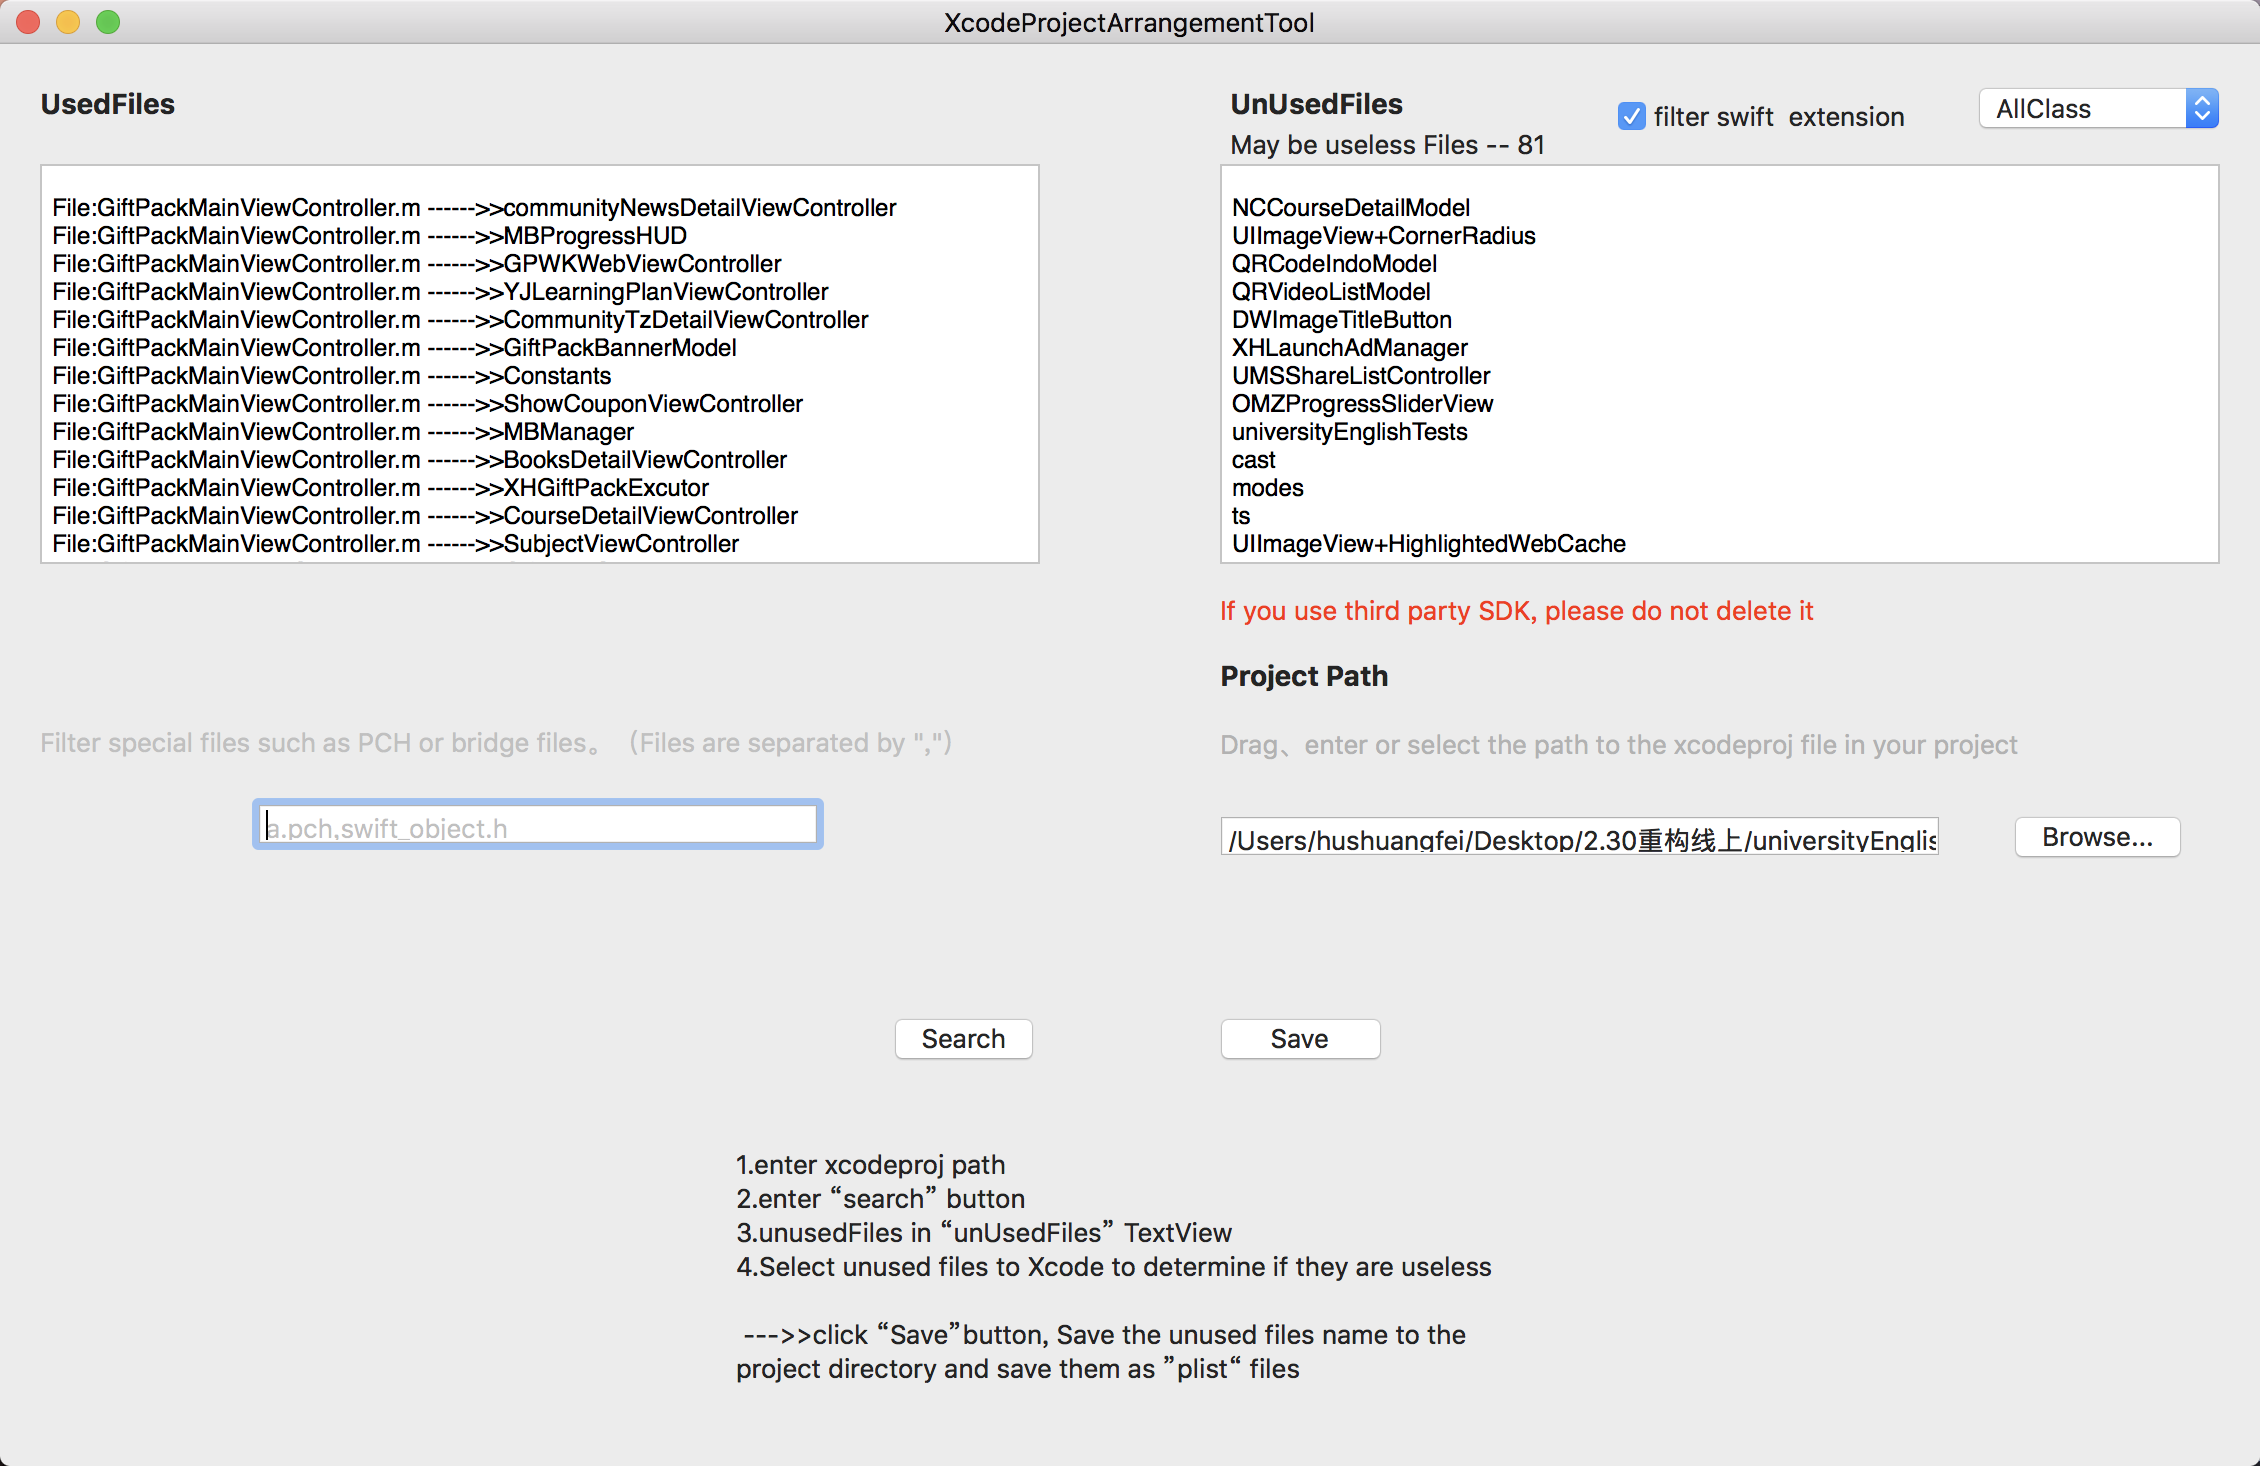 XcodeProjectArrangementTool
UsedFiles
File:GiftPackMainViewController.m ------>>communityNewsDetailViewController
File:GiftPackMainViewController.m ------>>MBProgressHUD
File:GiftPackMainViewController.m ------>>GPWKWebViewController
File:GiftPackMainViewController.m ------>>YJLearningPlanViewController
File:GiftPackMainViewController.m ------>>CommunityTzDetailViewController
File:GiftPackMainViewController.m ------>>GiftPackBannerModel
File:GiftPackMainViewController.m ------>>Constants
File:GiftPackMainViewController.m ------>>ShowCouponViewController
File:GiftPackMainViewController.m ------>>MBManager
File:GiftPackMainViewController.m ------>>BooksDetailViewController
File:GiftPackMainViewController.m ------>>XHGiftPackExcutor
File:GiftPackMainViewController.m ------>>CourseDetailViewController
File:GiftPackMainViewController.m ------>>SubjectViewController
UnUsedFiles
filter swift  extension
AllClass
May be useless Files -- 81
NCCourseDetailModel
UIImageView+CornerRadius
QRCodeIndoModel
QRVideoListModel
DWImageTitleButton
XHLaunchAdManager
UMSShareListController
OMZProgressSliderView
universityEnglishTests
cast
modes
ts
UIImageView+HighlightedWebCache
If you use third party SDK, please do not delete it
Filter special files such as PCH or bridge files。 (Files are separated by ",")
a.pch,swift_object.h
Project Path
Drag、enter or select the path to the xcodeproj file in your project
/Users/hushuangfei/Desktop/2.30重构线上/universityEnglis
Browse...
Search
Save
1.enter xcodeproj path
2.enter “search” button
3.unusedFiles in “unUsedFiles” TextView
4.Select unused files to Xcode to determine if they are useless
--->>click “Save”button, Save the unused files name to the
project directory and save them as ”plist“ files